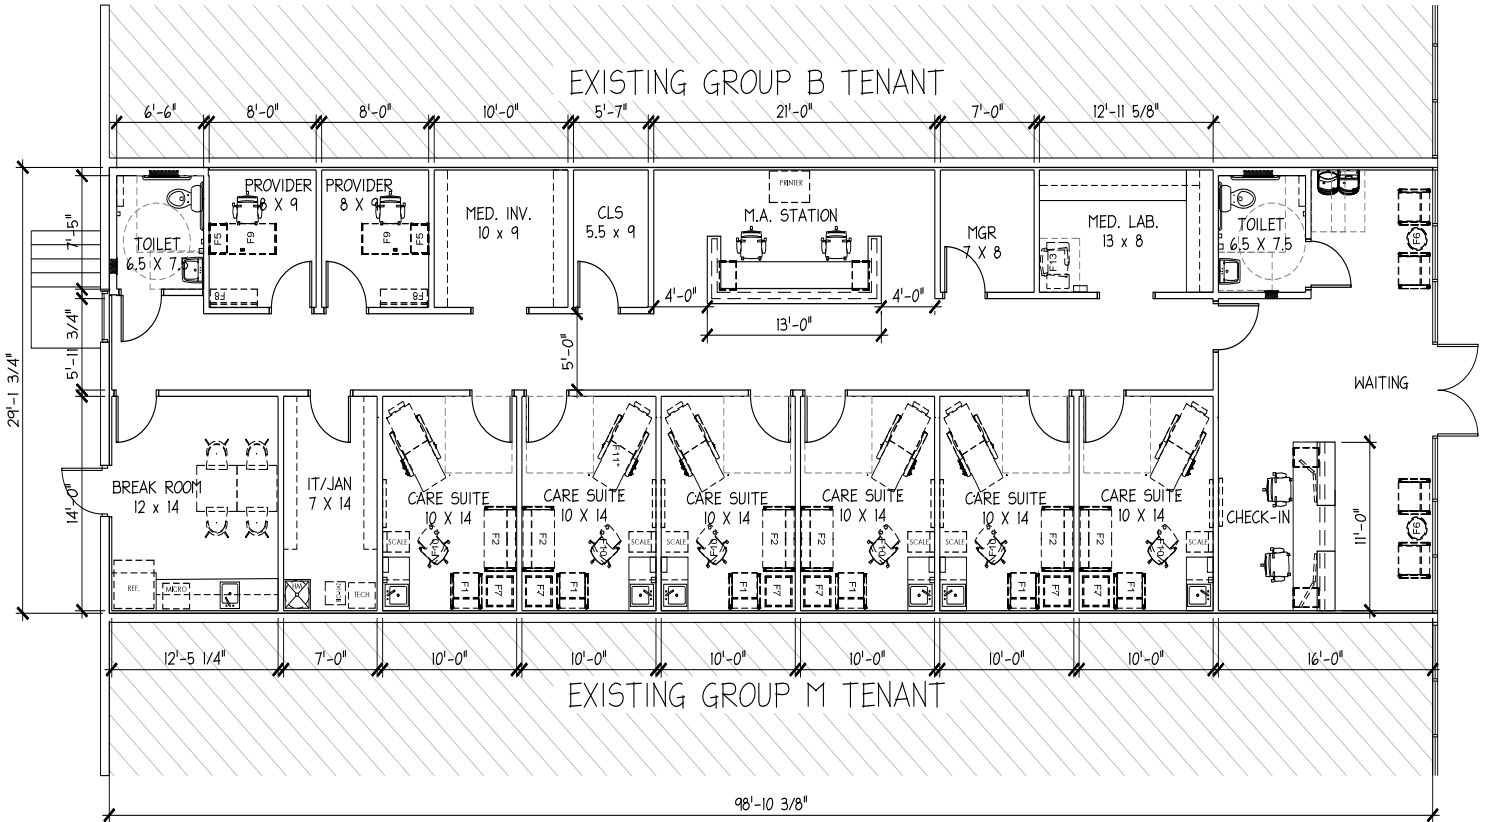 EXISTING GROUP B TENANT
6'-6" 8'-0" 8'-0" 10'-0" 5'-7" 21'-0" 7'-0" 12'-11 5/8"
PROVIDER
8 X 9
F5
F9
F8
PROVIDER
8 X 9
F9
F5
F8
MED. INV.
10 x 9
CLS
5.5 x 9
PRINTER
M.A. STATION
MGR
7 X 8
MED. LAB.
13 x 8
F13
TOILET
6.5 X 7.5
TOILET
6.5 X 7.5
F6
7'-5"
5'-11 3/4"
29'-1 3/4"
14'-0"
4'-0"
4'-0"
13'-0"
5'-0"
WAITING
BREAK ROOM
12 x 14
REF.
MICRO
IT/JAN
7 X 14
TECH
CARE SUITE
10 X 14
SCALE
F10
F2
F1
F7
CARE SUITE
10 X 14
F11
F2
F10
SCALE
F7
F1
CARE SUITE
10 X 14
SCALE
F10
F2
F1
F7
CARE SUITE
10 X 14
F2
F10
SCALE
F7
F1
CARE SUITE
10 X 14
SCALE
F10
F2
F1
F7
CARE SUITE
10 X 14
F2
F10
SCALE
F7
F1
CHECK-IN
11'-0"
F6
12'-5 1/4" 7'-0" 10'-0" 10'-0" 10'-0" 10'-0" 10'-0" 10'-0" 16'-0"
EXISTING GROUP M TENANT
98'-10 3/8"